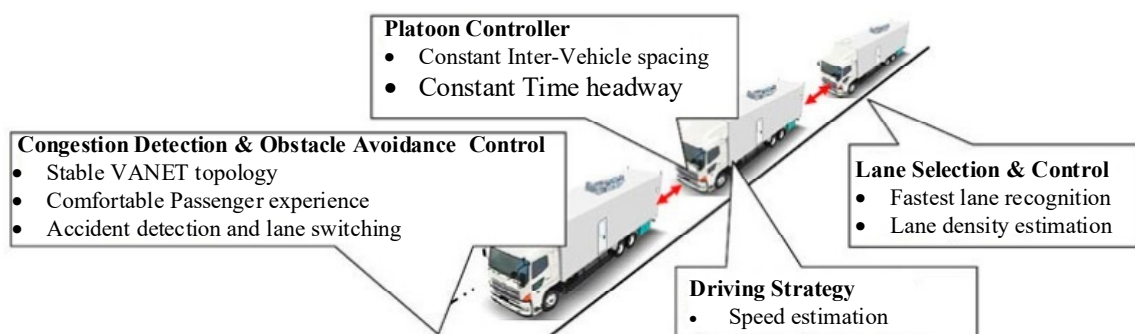 Platoon Controller
• Constant Inter-Vehicle spacing
• Constant Time headway
Congestion Detection & Obstacle Avoidance Control
• Stable VANET topology
• Comfortable Passenger experience
• Accident detection and lane switching
Lane Selection & Control
• Fastest lane recognition
• Lane density estimation
Driving Strategy
• Speed estimation